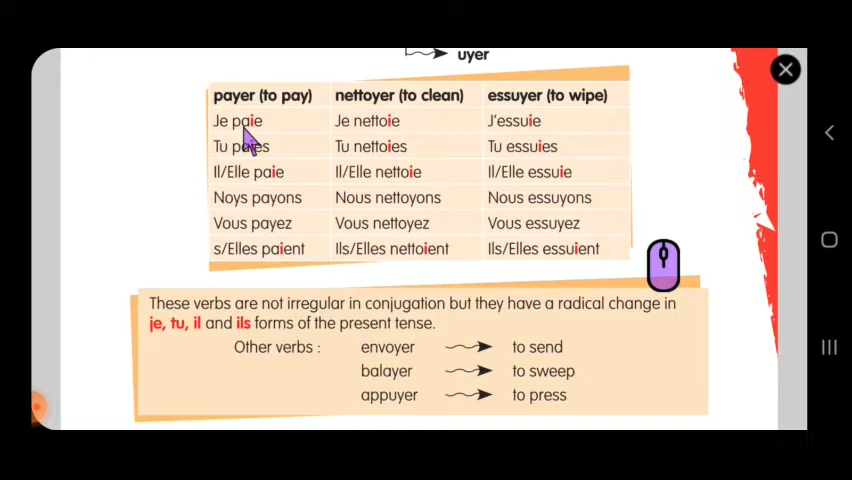 uyer
payer (to pay) nettoyer (to clean) essuyer (to wipe)
Je paie Je nettoie J'essuie
Tu paies Tu nettoies Tu essuies
Il/Elle paie Il/Elle nettoie Il/Elle essuie
Noys payons Nous nettoyons Nous essuyons
Vous payez Vous nettoyez Vous essuyez
s/Elles paient Ils/Elles nettoient Ils/Elles essuient
These verbs are not irregular in conjugation but they have a radical change in
je, tu, il and ils forms of the present tense.
Other verbs : envoyer to send
balayer to sweep
appuyer to press